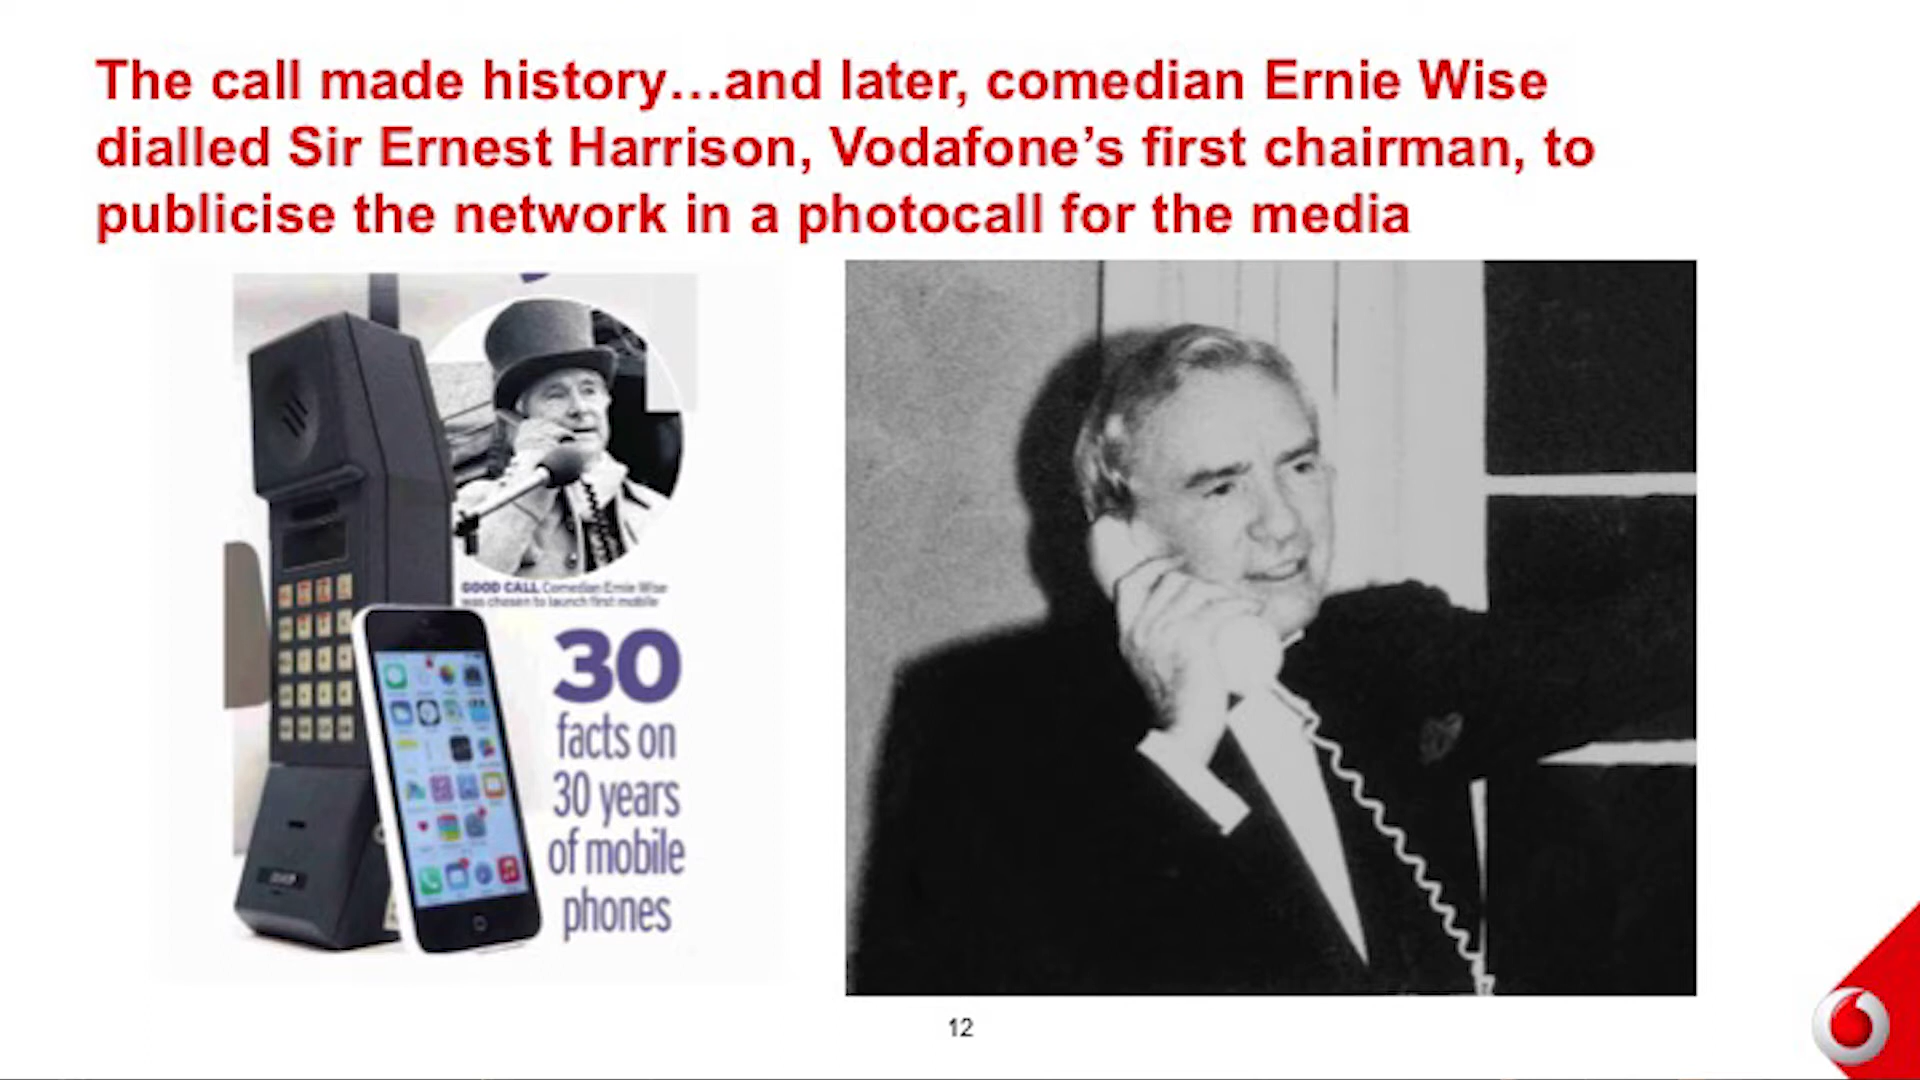 The call made history…and later, comedian Ernie Wise
dialled Sir Ernest Harrison, Vodafone’s first chairman, to
publicise the network in a photocall for the media
GOOD CALL Comedian Ernie Wise
was chosen to launch first mobile
30
facts on
30 years
of mobile
phones
12